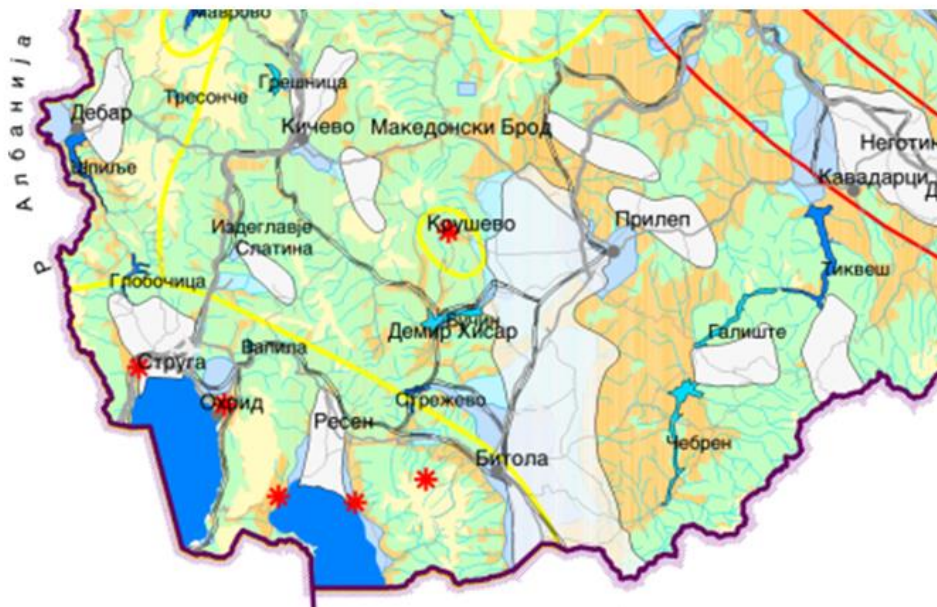 Маврово
Албанија
Грешница
Тресонче
Дебар
Кичево
Македонски Брод
Неготик
Шпиље
Кавадарци
Д
Издеглавје
Крушево
Прилеп
Слатина
Р
Глобочица
Тиквеш
Демир Хисар
Галиште
Струга
Вапила
Охрид
Стрежево
Ресен
Чебрен
Битола